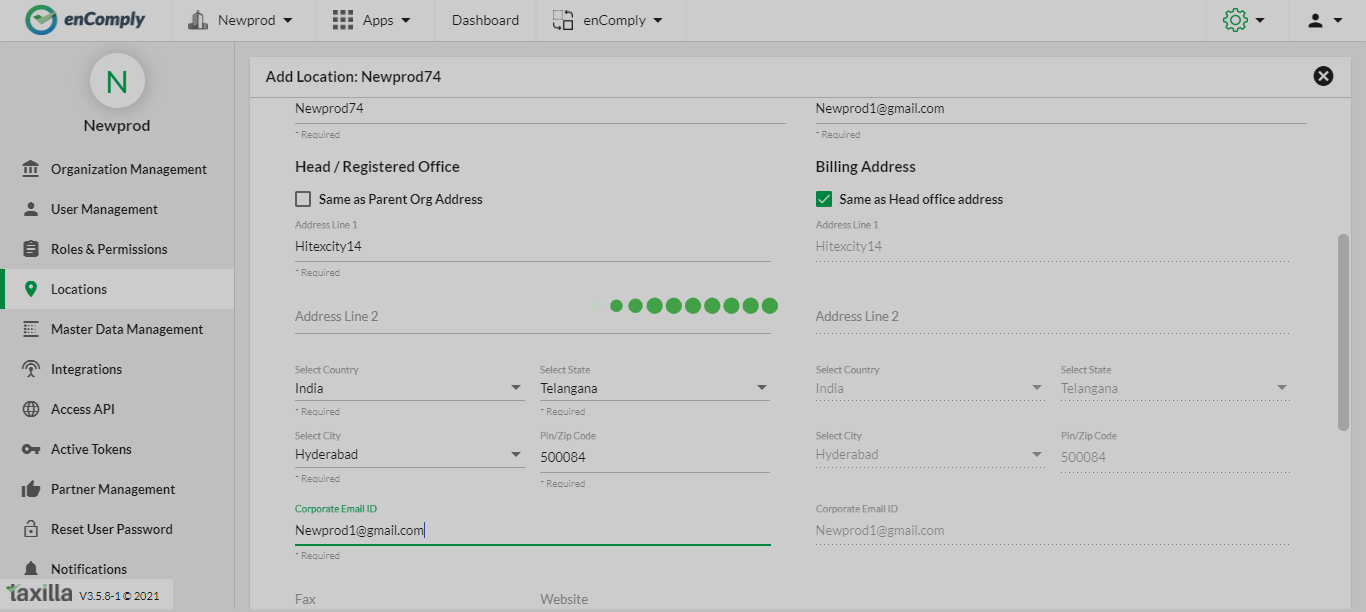 enComply
Newprod
Apps
Dashboard
enComply
N
Newprod
Organization Management
User Management
Roles & Permissions
Locations
Master Data Management
Integrations
Access API
Active Tokens
Partner Management
Reset User Password
Notifications
taxilla V3.5.8-1 © 2021
Add Location: Newprod74
Newprod74
* Required
Newprod1@gmail.com
* Required
Head / Registered Office
Same as Parent Org Address
Address Line 1
Hitexcity14
* Required
Address Line 2
Select Country
India
* Required
Select State
Telangana
* Required
Select City
Hyderabad
* Required
Pin/Zip Code
500084
* Required
Corporate Email ID
Newprod1@gmail.com
* Required
Fax
Website
Billing Address
Same as Head office address
Address Line 1
Hitexcity14
Address Line 2
Select Country
India
Select State
Telangana
Select City
Hyderabad
Pin/Zip Code
500084
Corporate Email ID
Newprod1@gmail.com